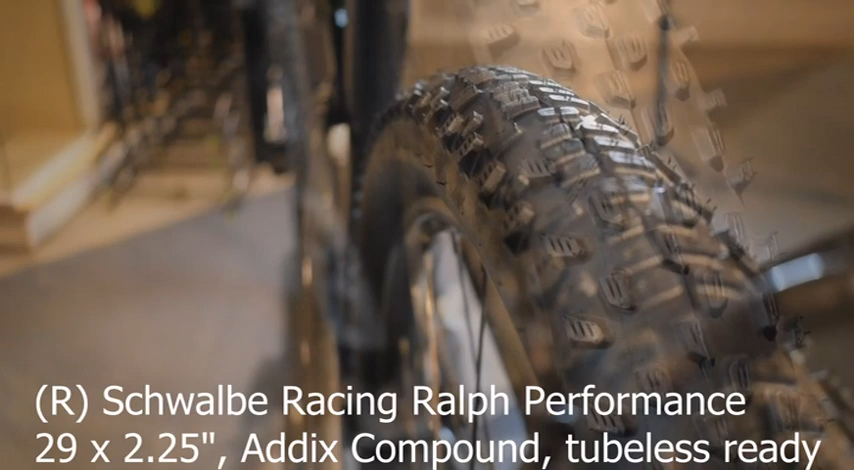 (R) Schwalbe Racing Ralph Performance
29 x 2.25", Addix Compound, tubeless ready